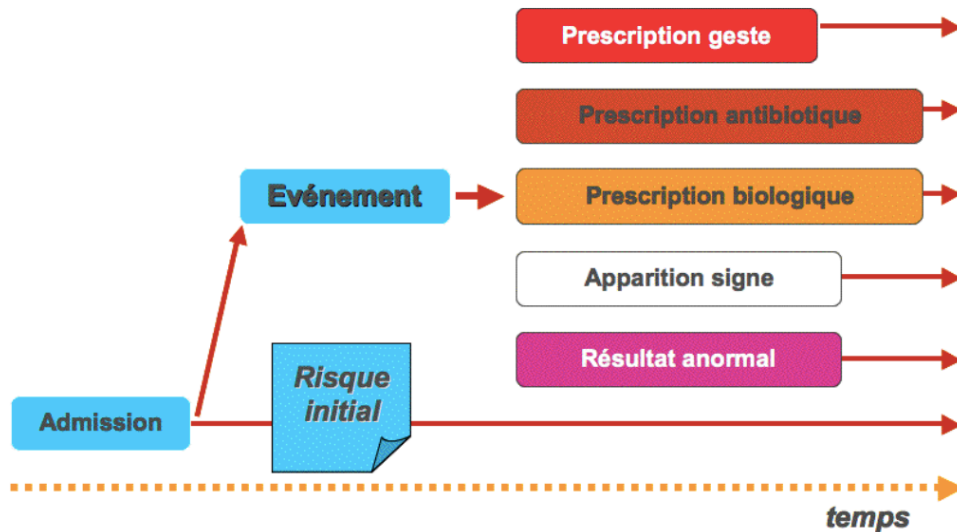 Prescription geste
Prescription antibiotique
Evénement
Prescription biologique
Apparition signe
Résultat anormal
Risque
initial
Admission
temps